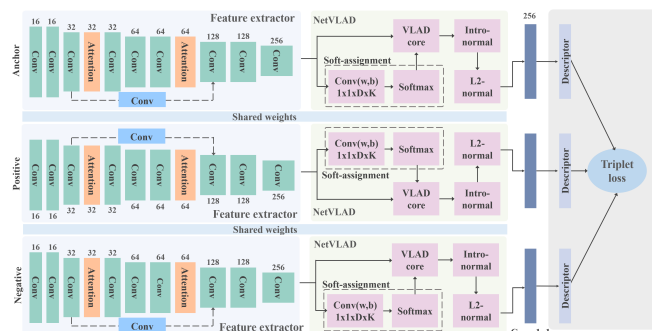 Feature extractor
NetVLAD
256
16 16 32 32 32 64 64 64 128 128 256
Anchor
Conv
Conv
Conv
Attention
Conv
Conv
Conv
Attention
Conv
Conv
Conv
Conv
VLAD core
Intro-normal
Soft-assignment
Conv(w,b)
1x1xDxK
Softmax
L2-normal
Descriptor
Shared weights
Positive
Conv
Conv
Conv
Attention
Conv
Conv
Conv
Attention
Conv
Conv
Conv
Conv
16 16 32 32 32 64 64 64 128 128 256
Feature extractor
Conv(w,b)
1x1xDxK
Softmax
Soft-assignment
VLAD core
L2-normal
Intro-normal
NetVLAD
Descriptor
Triplet
loss
Shared weights
NetVLAD
16 16 32 32 32 64 64 64 128 128 256
Negative
Conv
Conv
Conv
Attention
Conv
Conv
Conv
Attention
Conv
Conv
Conv
Conv
Feature extractor
VLAD core
Intro-normal
Soft-assignment
Conv(w,b)
1x1xDxK
Softmax
L2-normal
Descriptor